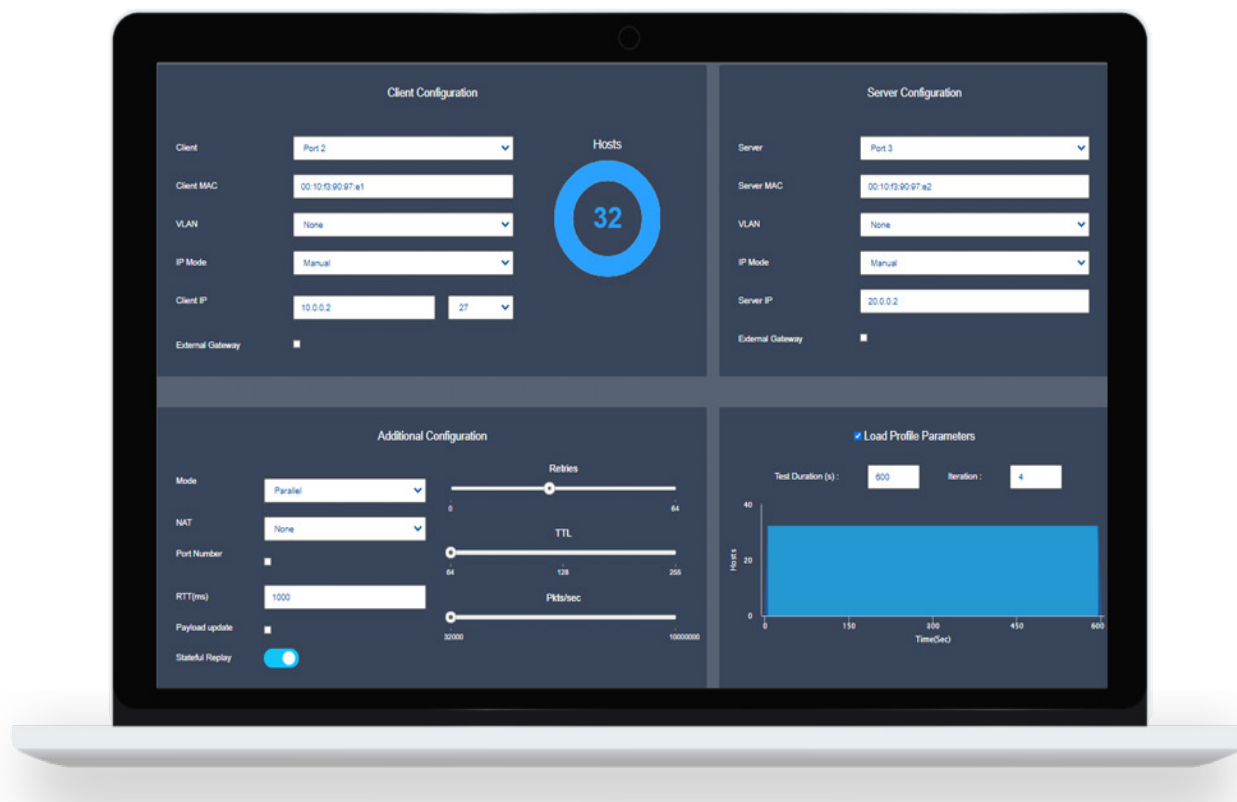 Client Configuration
Client
Port 2
Hosts
Client MAC
00:10:f3:90:97:e1
32
VLAN
None
IP Mode
Manual
Client IP
10.0.0.2
27
External Gateway
Server Configuration
Server
Port 3
Server MAC
00:10:f3:90:97:e2
VLAN
None
IP Mode
Manual
Server IP
20.0.0.2
External Gateway
Additional Configuration
Mode
Parallel
NAT
None
Port Number
RTT(ms)
1000
Payload update
Stateful Replay
Retries
0
64
TTL
64
128
255
Pkts/sec
32000
10000000
Load Profile Parameters
Test Duration (s) :
600
Iteration :
4
40
20
0
Hosts
0
150
300
450
600
Time(Sec)